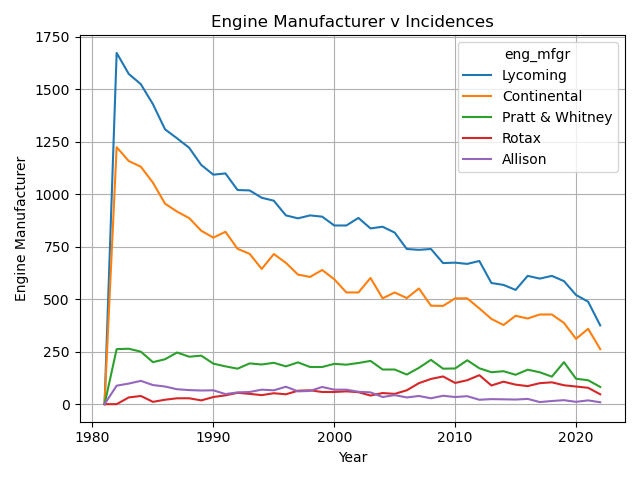 Engine Manufacturer v Incidences
eng_mfgr
Lycoming
Continental
Pratt & Whitney
Rotax
Allison
Engine Manufacturer
1750
1500
1250
1000
750
500
250
0
1980
1990
2000
2010
2020
Year